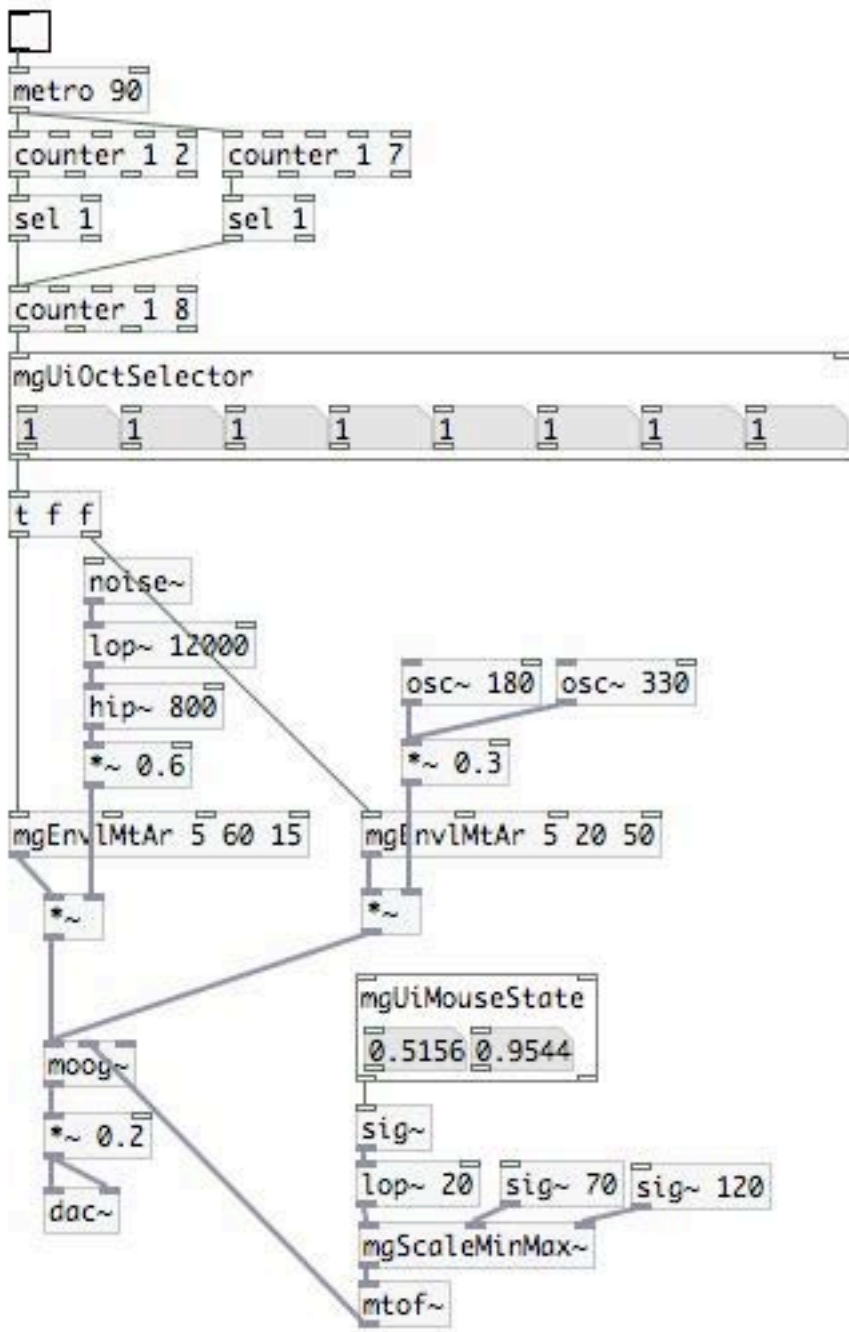 metro 90
counter 1 2
counter 1 7
sel 1
sel 1
counter 1 8
mgUiOctSelector
1 1 1 1 1 1 1 1
t f f
noise~
lop~ 12000
hip~ 800
*~ 0.6
osc~ 180
osc~ 330
*~ 0.3
mgEnvlMtAr 5 60 15
mgEnvlMtAr 5 20 50
*~
*~
mgUiMouseState
0.5156 0.9544
moog~
*~ 0.2
dac~
sig~
lop~ 20
sig~ 70
sig~ 120
mgScaleMinMax~
mtof~